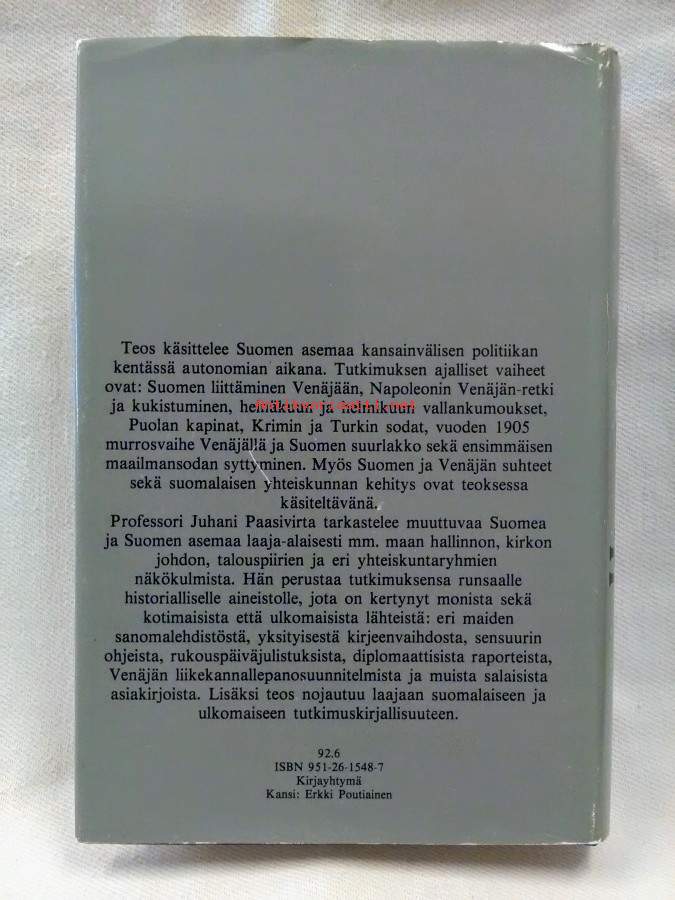 Teos käsittelee Suomen asemaa kansainvälisen politiikan
kentässä autonomian aikana. Tutkimuksen ajalliset vaiheet
ovat: Suomen liittäminen Venäjään, Napoleonin Venäjän-retki
ja kukistuminen, heinäkuun ja helmikuun vallankumoukset,
Puolan kapinat, Krimin ja Turkin sodat, vuoden 1905
murrosvaihe Venäjällä ja Suomen suurlakko sekä ensimmäisen
maailmansodan syttyminen. Myös Suomen ja Venäjän suhteet
sekä suomalaisen yhteiskunnan kehitys ovat teoksessa
käsiteltävänä.
Professori Juhani Paasivirta tarkastelee muuttuvaa Suomea
ja Suomen asemaa laaja-alaisesti mm. maan hallinnon, kirkon
johdon, talouspiirien ja eri yhteiskuntaryhmien
näkökulmista. Hän perustaa tutkimuksensa runsaalle
historialliselle aineistolle, jota on kertynyt monista sekä
kotimaisista että ulkomaisista lähteistä: eri maiden
sanomalehdistöstä, yksityisestä kirjeenvaihdosta, sensuurin
ohjeista, rukouspäiväjulistuksista, diplomaattisista raporteista,
Venäjän liikekannallepanosuunnitelmista ja muista salaisista
asiakirjoista. Lisäksi teos nojautuu laajaan suomalaiseen ja
ulkomaiseen tutkimuskirjallisuuteen.
92.6
ISBN 951-26-1548-7
Kirjayhtymä
Kansi: Erkki Poutiainen